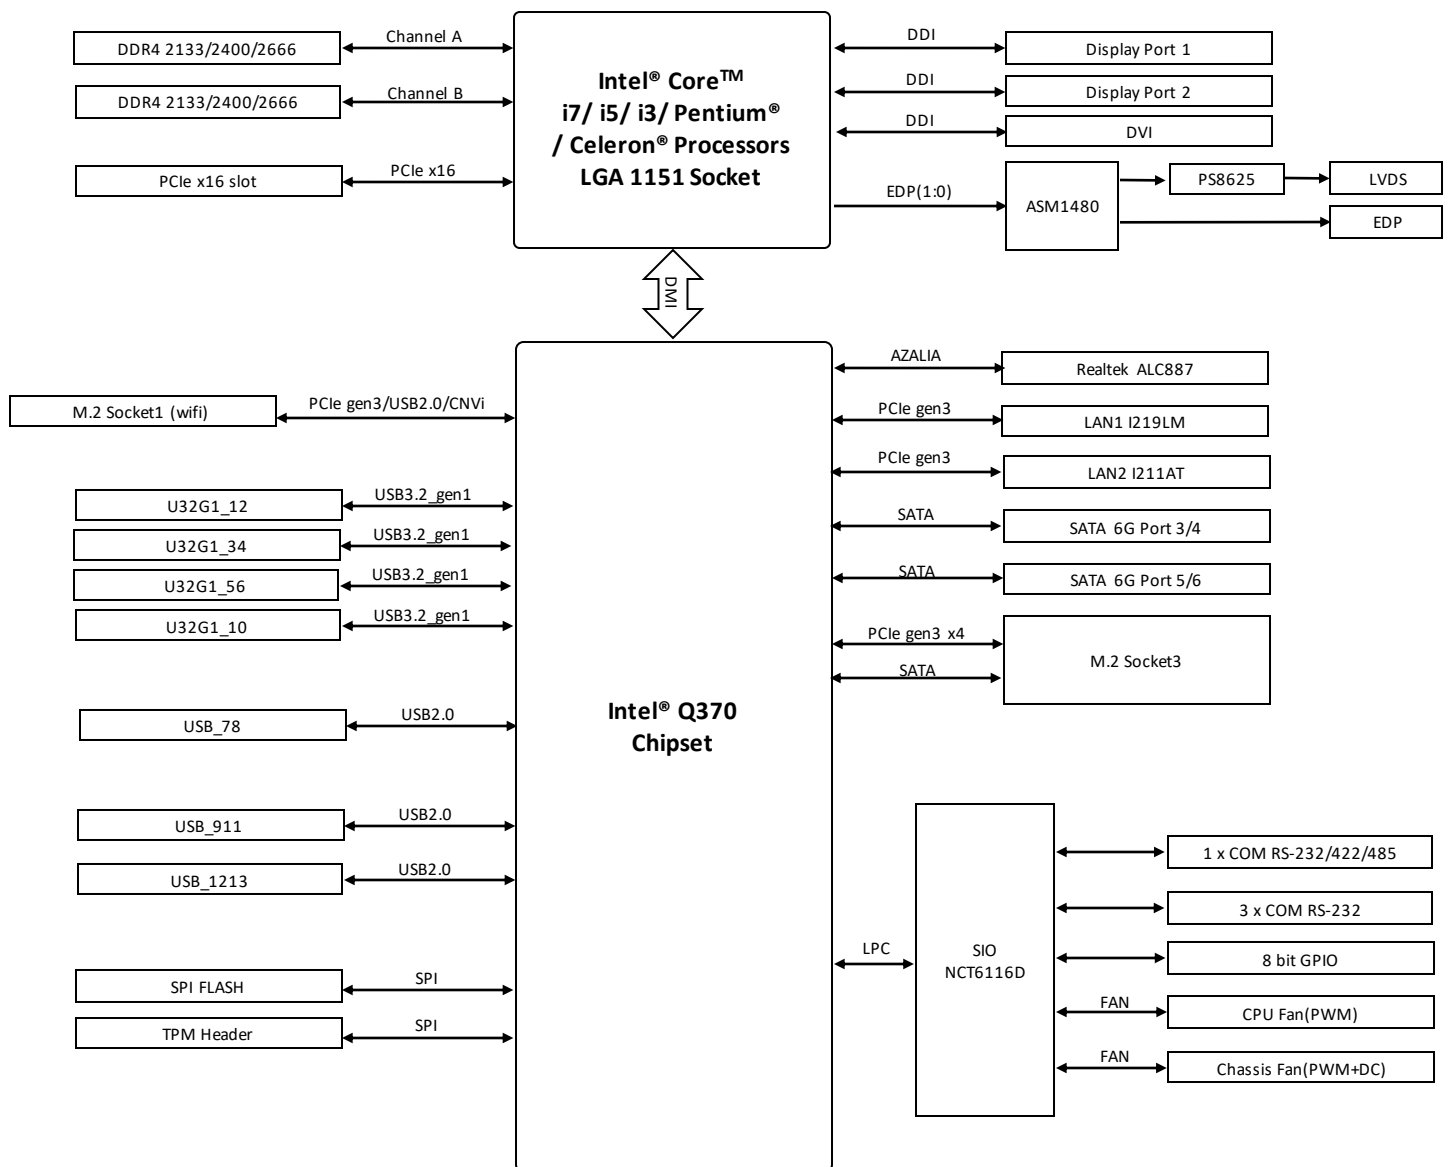 DDR4 2133/2400/2666
Channel A
DDR4 2133/2400/2666
Channel B
PCIe x16 slot
PCIe x16
Intel® Core™
i7/ i5/ i3/ Pentium®
/ Celeron® Processors
LGA 1151 Socket
DDI
Display Port 1
DDI
Display Port 2
DDI
DVI
EDP(1:0)
ASM1480
PS8625
LVDS
EDP
DMI
M.2 Socket1 (wifi)
PCIe gen3/USB2.0/CNVi
U32G1_12
USB3.2_gen1
U32G1_34
USB3.2_gen1
U32G1_56
USB3.2_gen1
U32G1_10
USB3.2_gen1
USB_78
USB2.0
USB_911
USB2.0
USB_1213
USB2.0
SPI FLASH
SPI
TPM Header
SPI
Intel® Q370
Chipset
AZALIA
Realtek ALC887
PCIe gen3
LAN1 I219LM
PCIe gen3
LAN2 I211AT
SATA
SATA 6G Port 3/4
SATA
SATA 6G Port 5/6
PCIe gen3 x4
SATA
M.2 Socket3
LPC
SIO
NCT6116D
1 x COM RS-232/422/485
3 x COM RS-232
8 bit GPIO
FAN
CPU Fan(PWM)
FAN
Chassis Fan(PWM+DC)